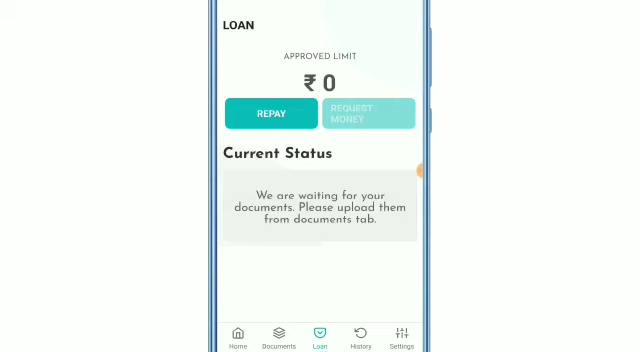 LOAN
APPROVED LIMIT
₹ 0
REPAY
REQUEST
MONEY
Current Status
We are waiting for your
documents. Please upload them
from documents tab.
Home Documents Loan History Settings